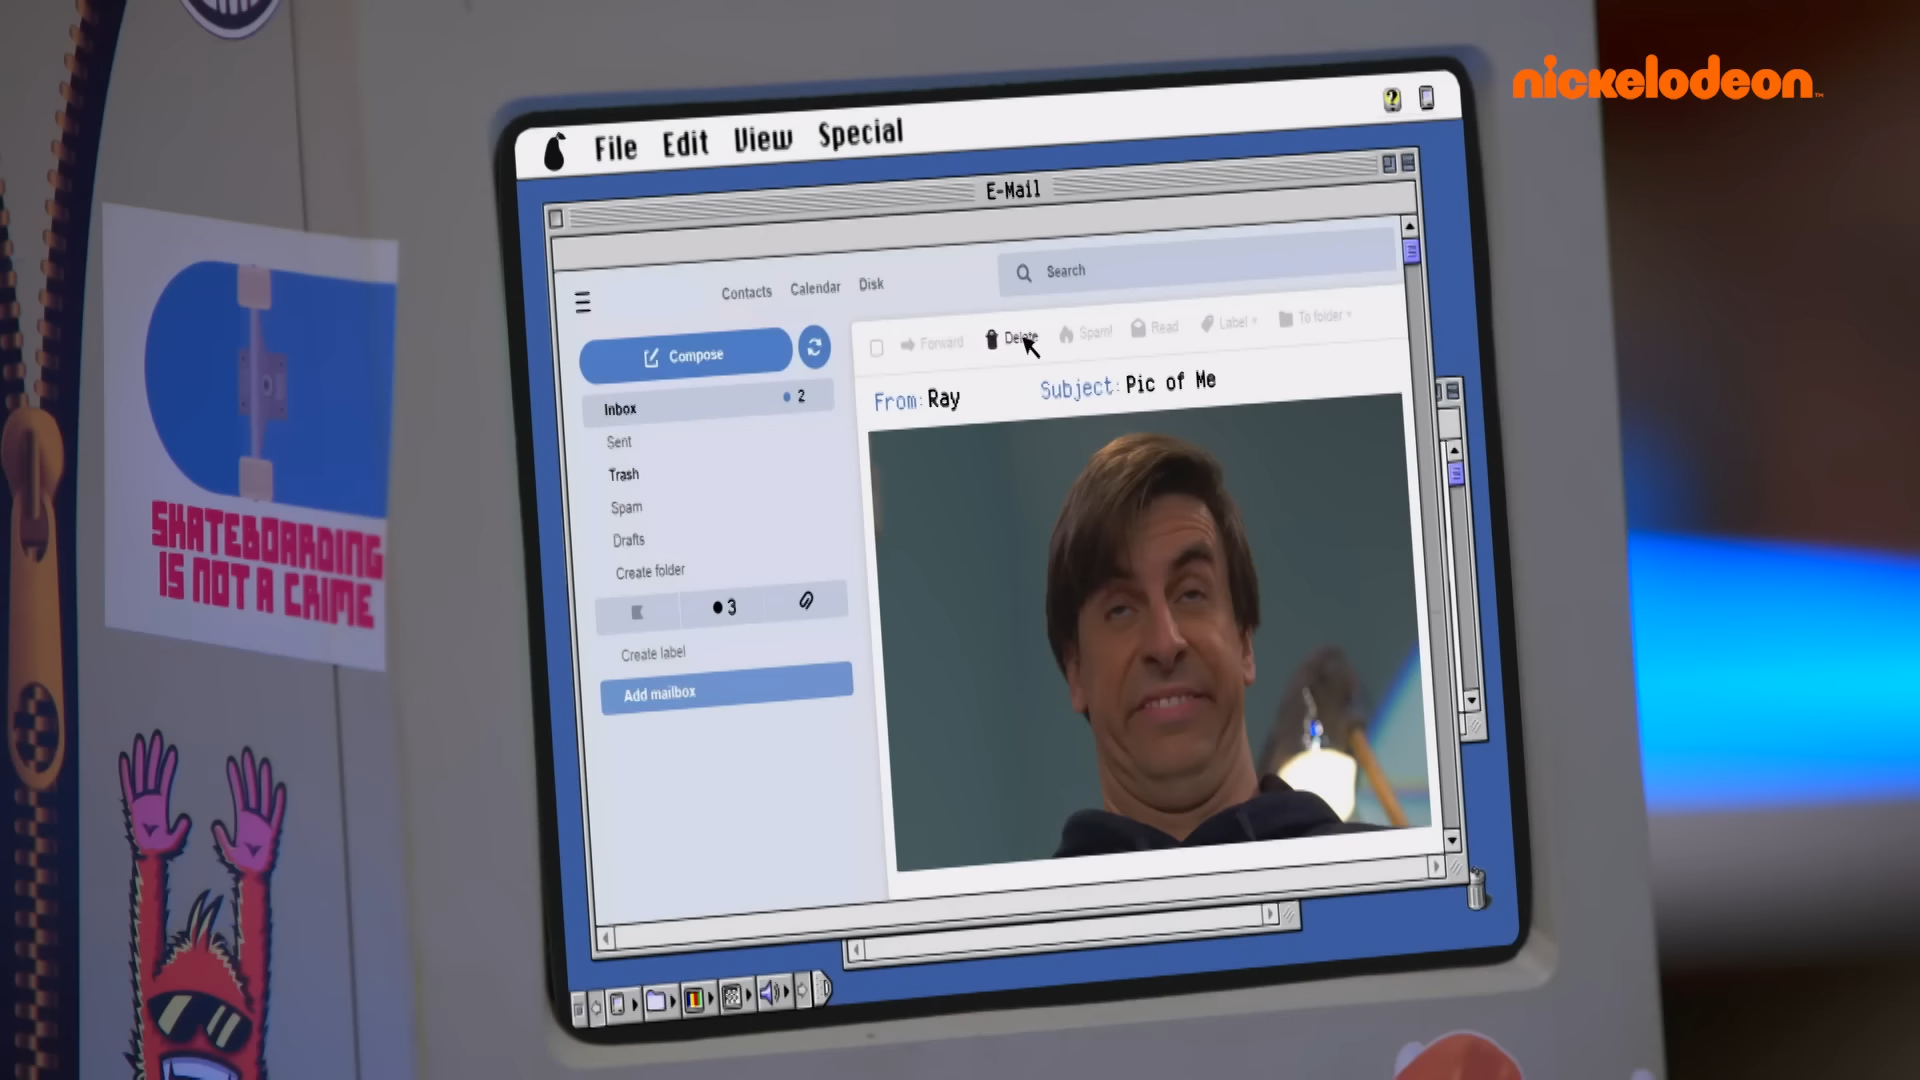 nickelodeon
File Edit View Special
E-Mail
Contacts Calendar Disk
Search
Compose
Forward Delete Spam! Read Label To folder
From: Ray Subject: Pic of Me
Inbox 2
Sent
Trash
Spam
Drafts
Create folder
3
Create label
Add mailbox
SKATEBOARDING
IS NOT A CRIME